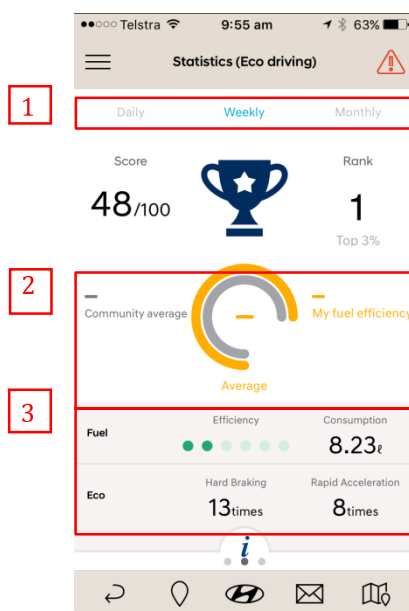 Telstra 9:55 am 63%
Statistics (Eco driving)
1
Daily Weekly Monthly
Score Rank
48/100 1
Top 3%
2
Community average My fuel efficiency
Average
3
Efficiency Consumption
Fuel 8.23ℓ
Hard Braking Rapid Acceleration
Eco 13times 8times
i